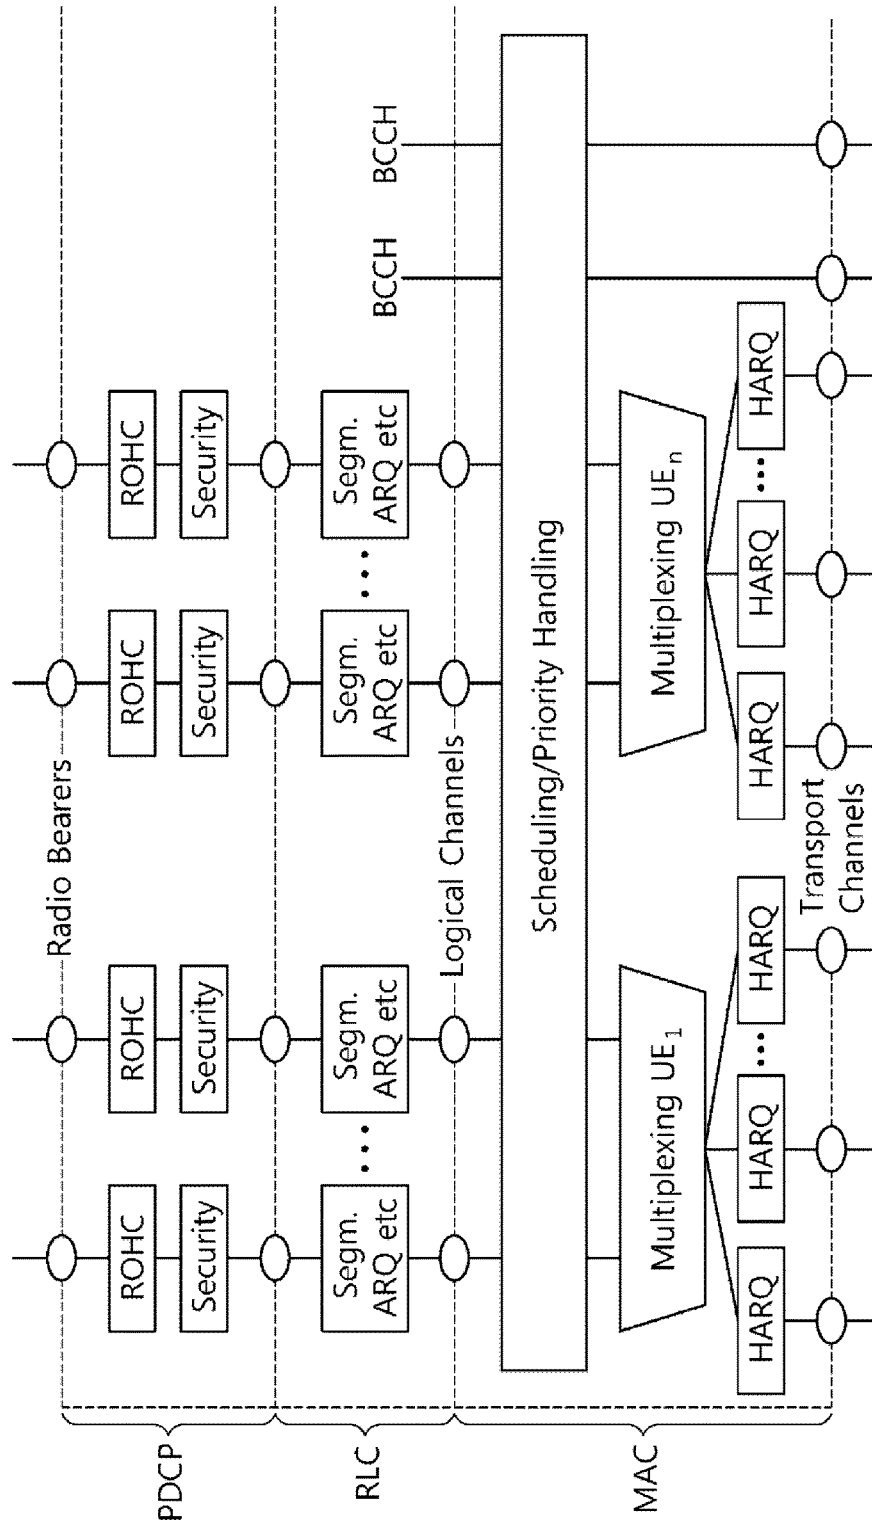 Radio Bearers
PDCP
ROHC
ROHC
ROHC
ROHC
Security
Security
Security
Security
RLC
Segm.
ARQ etc
...
Segm.
ARQ etc
Segm.
ARQ etc
...
Segm.
ARQ etc
BCCH
BCCH
Logical Channels
MAC
Scheduling/Priority Handling
Multiplexing UE₁
Multiplexing UEₙ
HARQ
HARQ
...
HARQ
HARQ
HARQ
...
HARQ
Transport
Channels